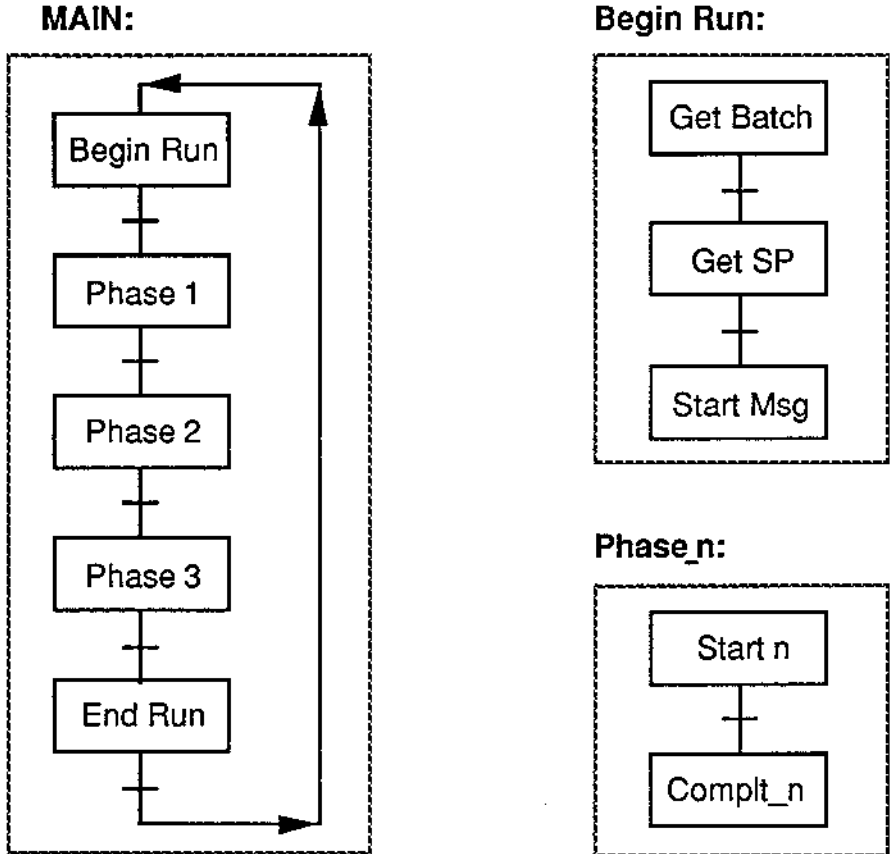 MAIN:
Begin Run
Phase 1
Phase 2
Phase 3
End Run
Begin Run:
Get Batch
Get SP
Start Msg
Phase_n:
Start n
Complt_n